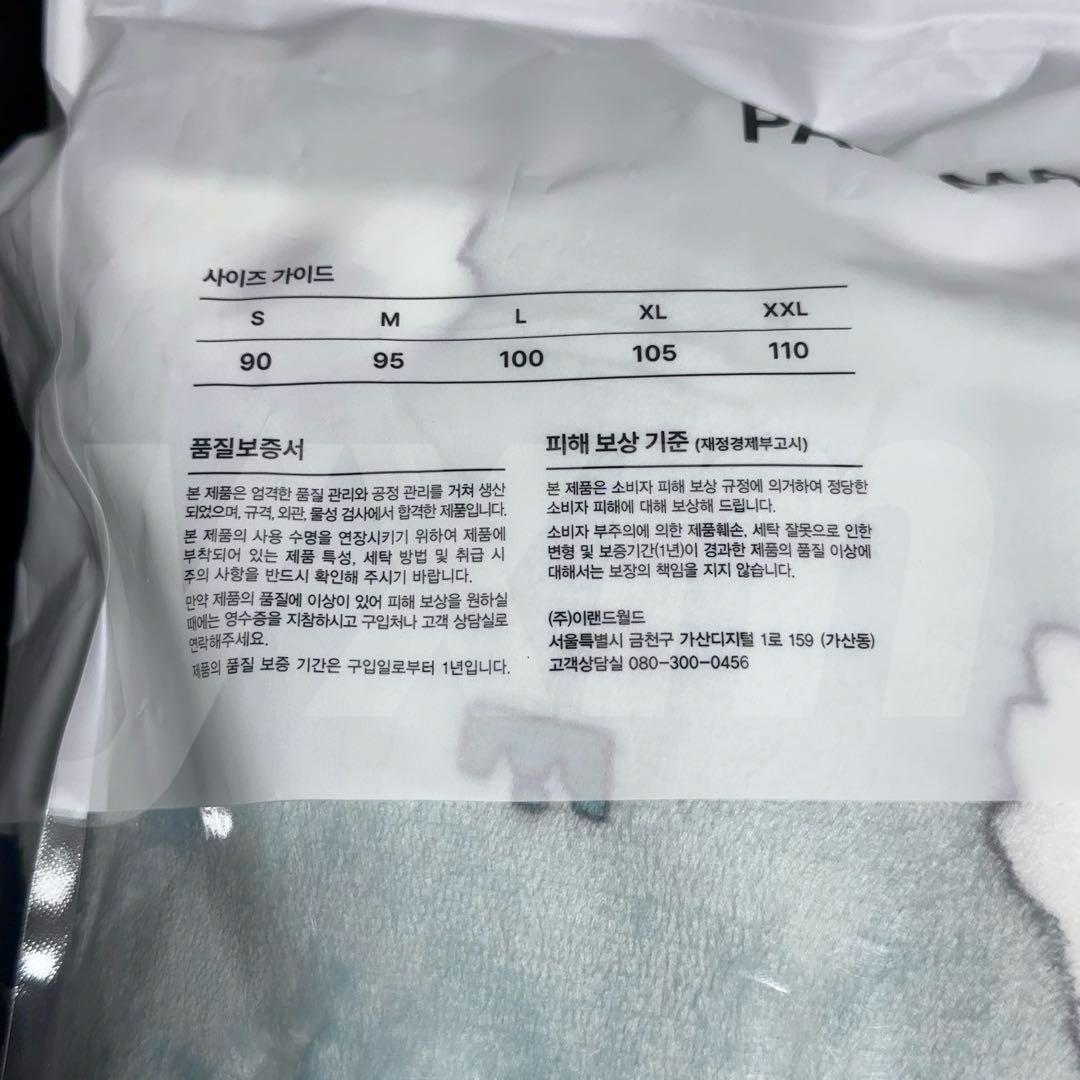 사이즈 가이드
S M L XL XXL
90 95 100 105 110
품질보증서
본 제품은 엄격한 품질 관리와 공정 관리를 거쳐 생산
되었으며, 규격, 외관, 물성 검사에서 합격한 제품입니다.
본 제품의 사용 수명을 연장시키기 위하여 제품에
부착되어 있는 제품 특성, 세탁 방법 및 취급 시
주의 사항을 반드시 확인해 주시기 바랍니다.
만약 제품의 품질에 이상이 있어 피해 보상을 원하실
때에는 영수증을 지참하시고 구입처나 고객 상담실로
연락해주세요.
제품의 품질 보증 기간은 구입일로부터 1년입니다.
피해 보상 기준 (재정경제부고시)
본 제품은 소비자 피해 보상 규정에 의거하여 정당한
소비자 피해에 대해 보상해 드립니다.
소비자 부주의에 의한 제품훼손, 세탁 잘못으로 인한
변형 및 보증기간(1년)이 경과한 제품의 품질 이상에
대해서는 보장의 책임을 지지 않습니다.
(주)이랜드월드
서울특별시 금천구 가산디지털 1로 159 (가산동)
고객상담실 080-300-0456